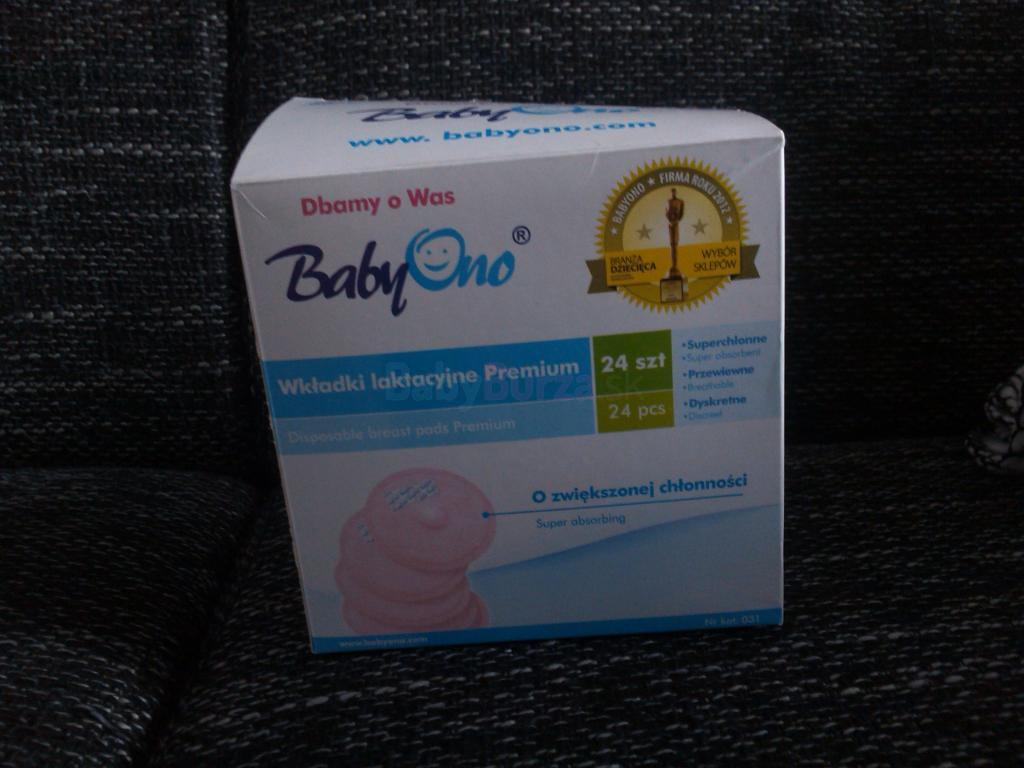 BabyOno
www. babyono.com
Dbamy o Was
BabyOno®
BABYONO ★ FIRMA ROKU 2012 ★
BRANŻA
DZIECIĘCA
WYBÓR
SKLEPÓW
Wkładki laktacyjne Premium
24 szt
Disposable breast pads Premium
24 pcs
•Superchłonne
•Super absorbent
•Przewiewne
•Breathable
•Dyskretne
•Discreet
BabyBurza.sk
O zwiększonej chłonności
Super absorbing
www.babyono.com
Nr kat. 031